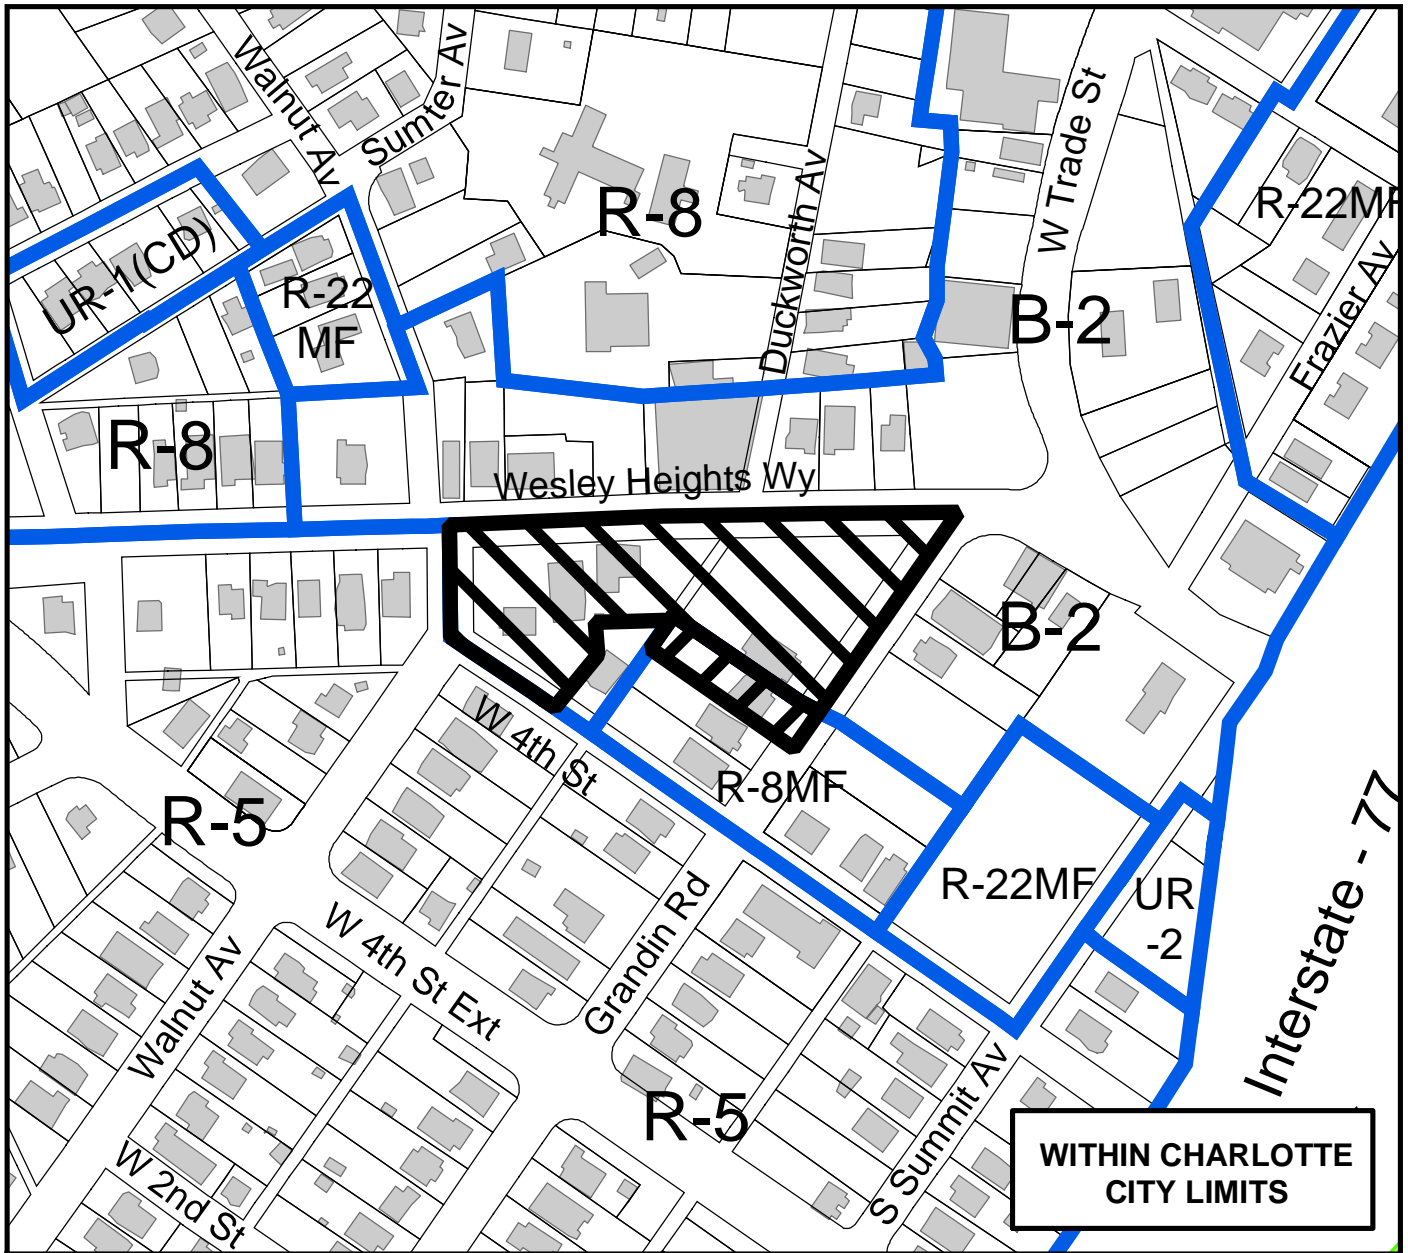 Walnut Av
Sumter Av
W Trade St
R-8
Duckworth Av
R-22MF
UR-1(CD)
R-22
MF
B-2
Frazier Av
R-8
Wesley Heights Wy
B-2
W 4th St
R-8MF
R-5
R-22MF
UR
-2
Interstate - 77
W 4th St Ext
Grandin Rd
Walnut Av
R-5
S Summit Av
W 2nd St
WITHIN CHARLOTTE
CITY LIMITS